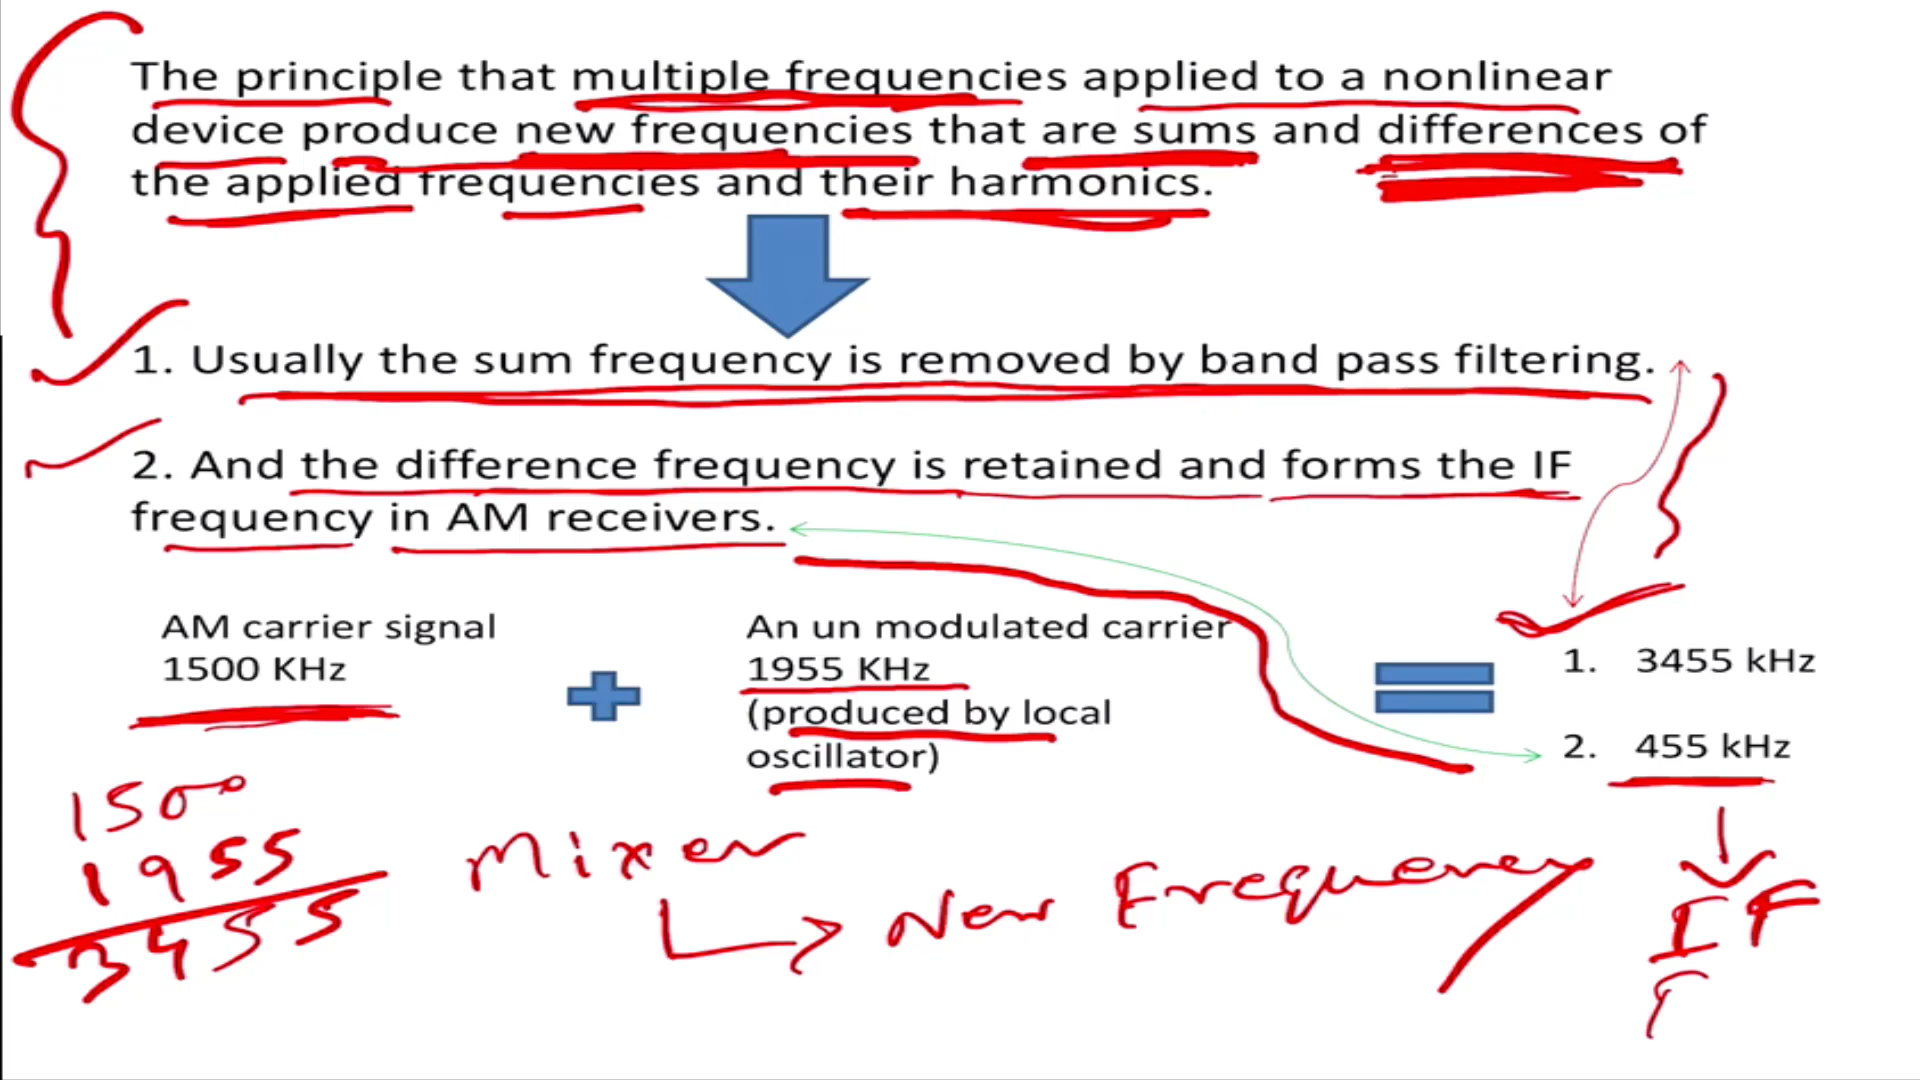 The principle that multiple frequencies applied to a nonlinear
device produce new frequencies that are sums and differences of
the applied frequencies and their harmonics.
1. Usually the sum frequency is removed by band pass filtering.
2. And the difference frequency is retained and forms the IF
frequency in AM receivers.
AM carrier signal
1500 KHz
An un modulated carrier
1955 KHz
(produced by local
oscillator)
1. 3455 kHz
2. 455 kHz
1500
1955
3455
Mixer
New Frequency
IF